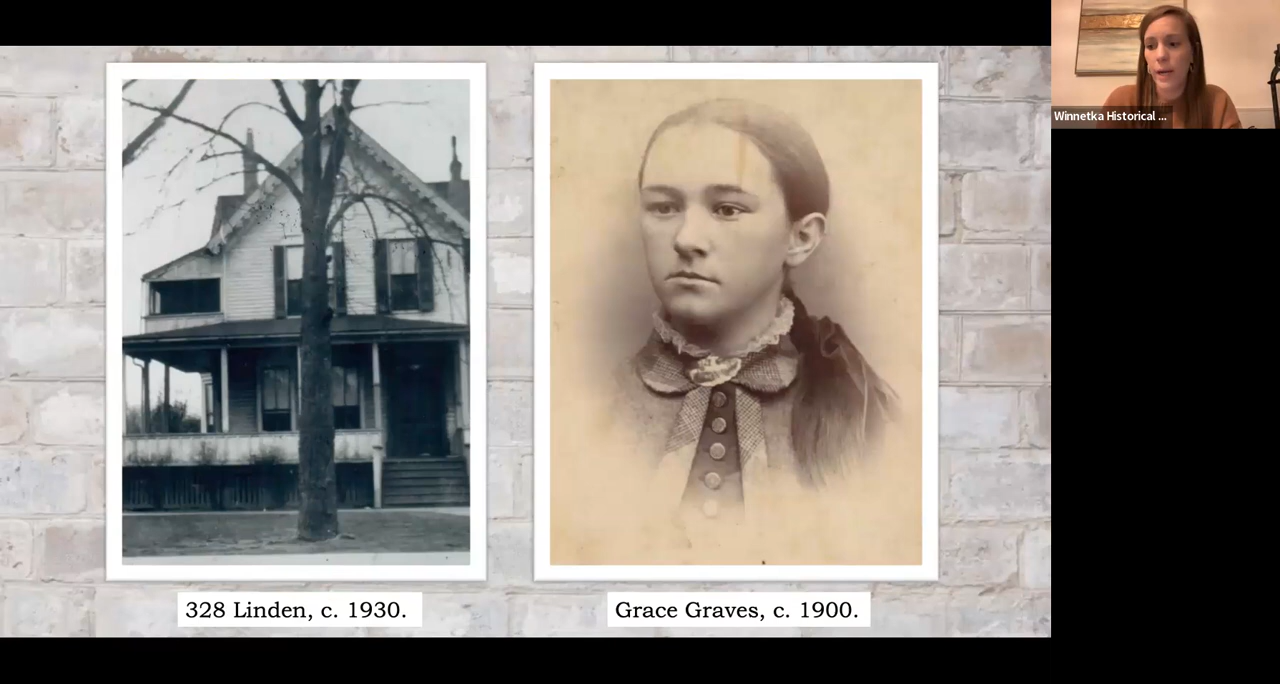 Winnetka Historical ...
328 Linden, c. 1930.
Grace Graves, c. 1900.